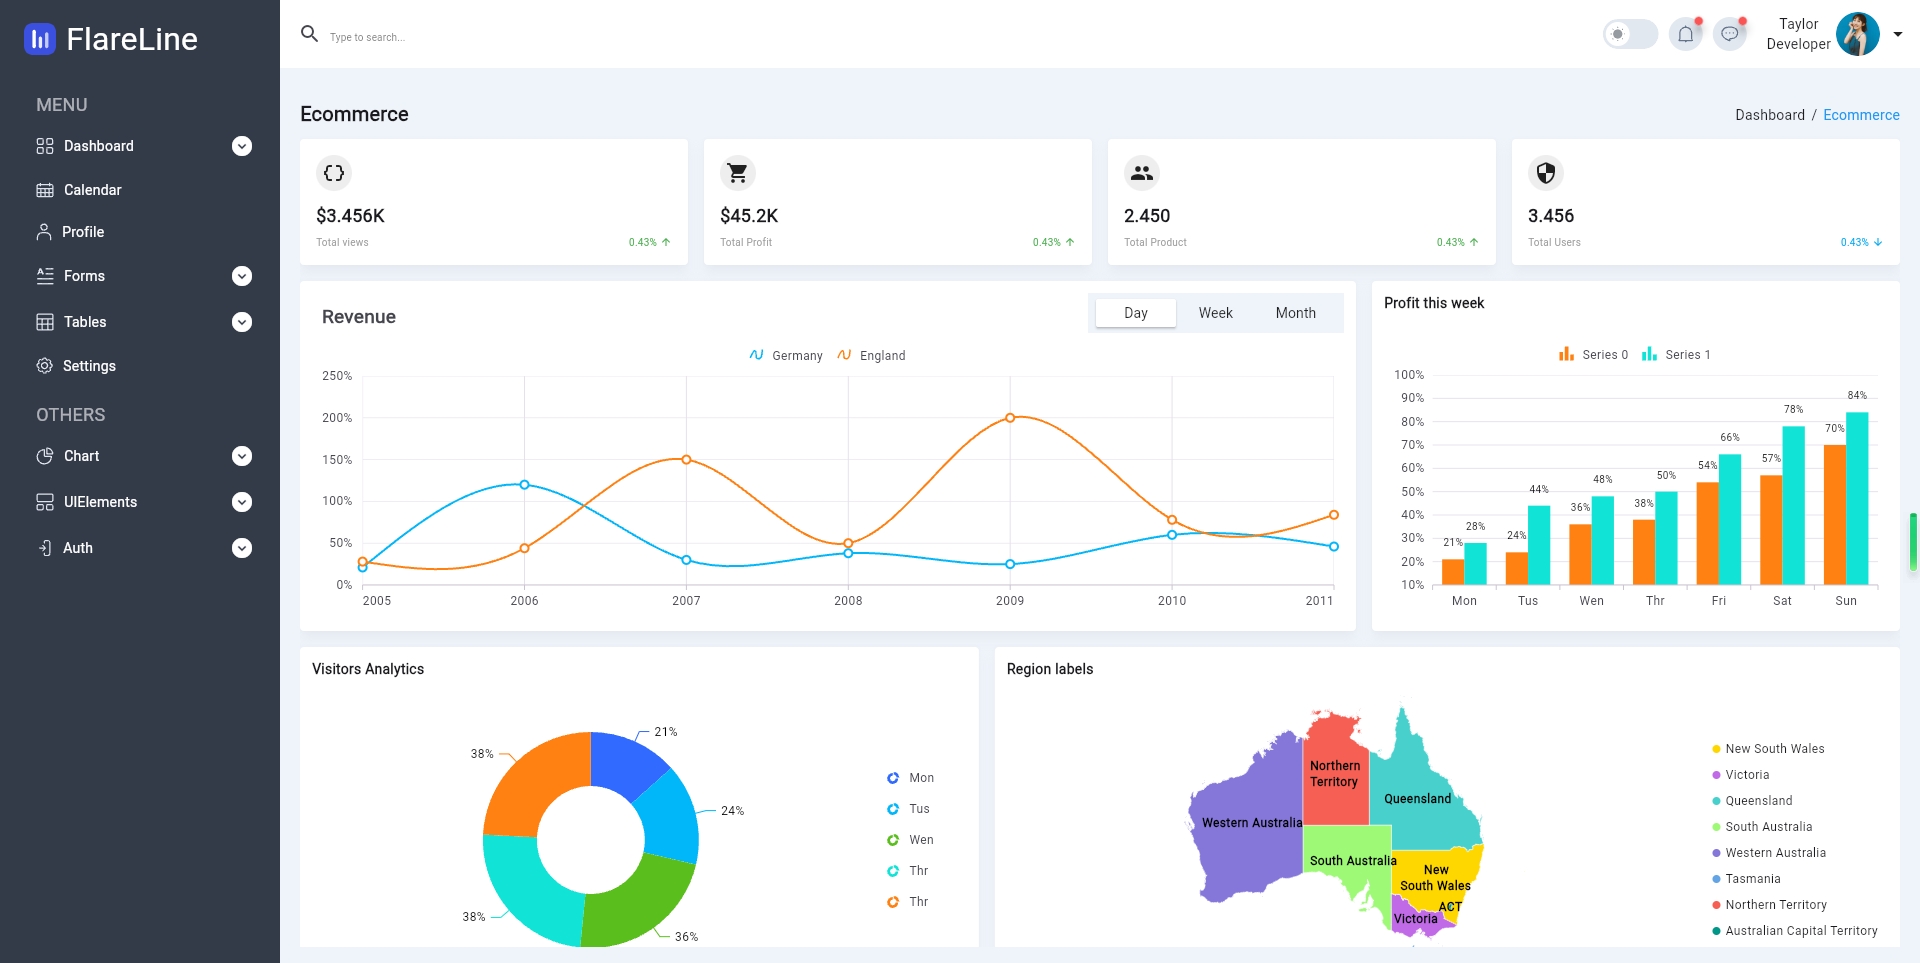 FlareLine
MENU
Dashboard
Calendar
Profile
Forms
Tables
Settings
OTHERS
Chart
UIElements
Auth
Type to search...
Taylor
Developer
Ecommerce
Dashboard / Ecommerce
$3.456K
Total views 0.43%
$45.2K
Total Profit 0.43%
2.450
Total Product 0.43%
3.456
Total Users 0.43%
Revenue
Day Week Month
Germany England
250%
200%
150%
100%
50%
0%
2005 2006 2007 2008 2009 2010 2011
Profit this week
Series 0 Series 1
100%
90%
80%
70%
60%
50%
40%
30%
20%
10%
21% 28% 24% 44% 36% 48% 38% 50% 54% 66% 57% 78% 70% 84%
Mon Tus Wen Thr Fri Sat Sun
Visitors Analytics
21%
24%
36%
38%
38%
Mon
Tus
Wen
Thr
Thr
Region labels
Northern
Territory
Queensland
Western Australia
South Australia
New
South Wales
ACT
Victoria
New South Wales
Victoria
Queensland
South Australia
Western Australia
Tasmania
Northern Territory
Australian Capital Territory